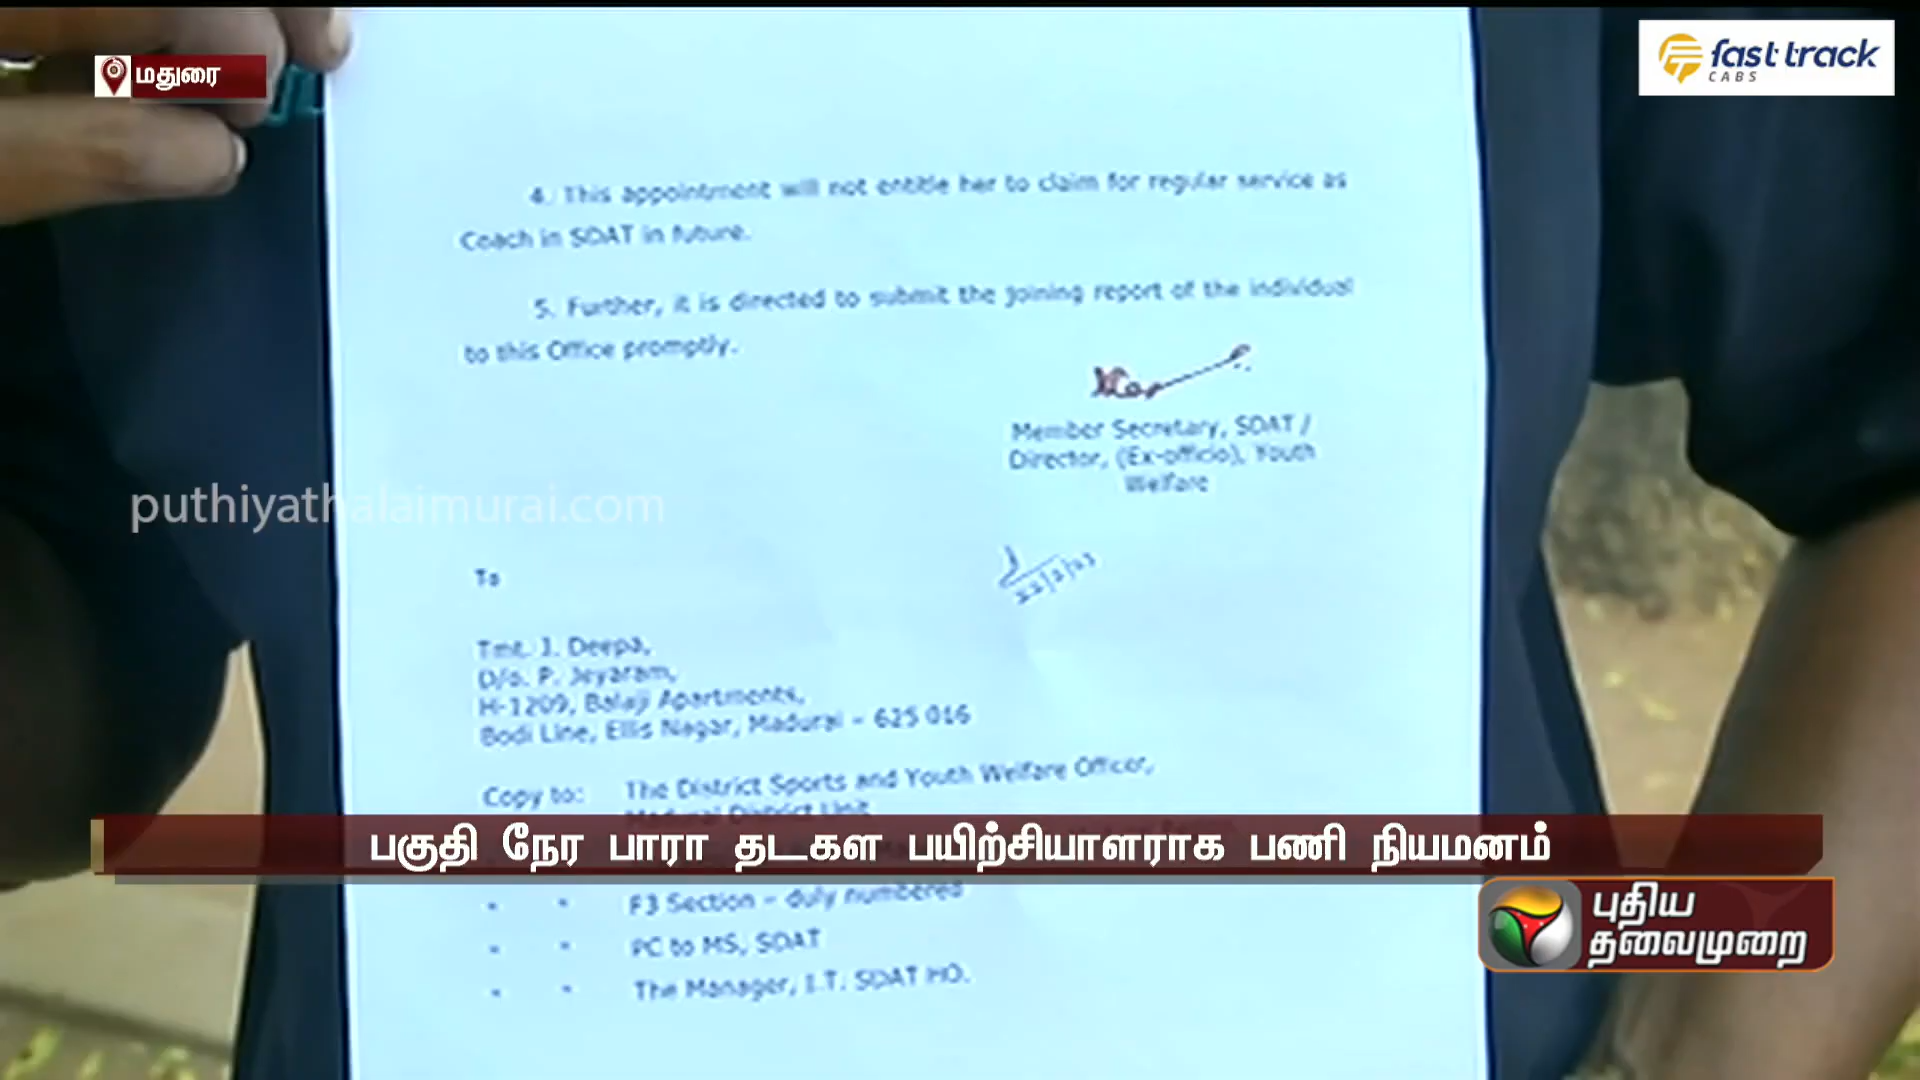 மதுரை
fast track
CABS
4. This appointment will not entitle her to claim for regular service as
Coach in SDAT in future.
5. Further, it is directed to submit the joining report of the individual
to this Office promptly.
Member Secretary, SDAT /
Director, (Ex-officio), Youth
Welfare
puthiyathalaimurai.com
To
Tmt. J. Deepa,
D/o. P. Jeyaram,
H-1209, Balaji Apartments,
Bodi Line, Ellis Nagar, Madurai - 625 016
Copy to: The District Sports and Youth Welfare Officer,
Madurai District Unit
பகுதி நேர பாரா தடகள பயிற்சியாளராக பணி நியமனம்
" " F3 Section - duly numbered
" " PC to MS, SDAT
" " The Manager, I.T. SDAT HO.
புதிய
தலைமுறை